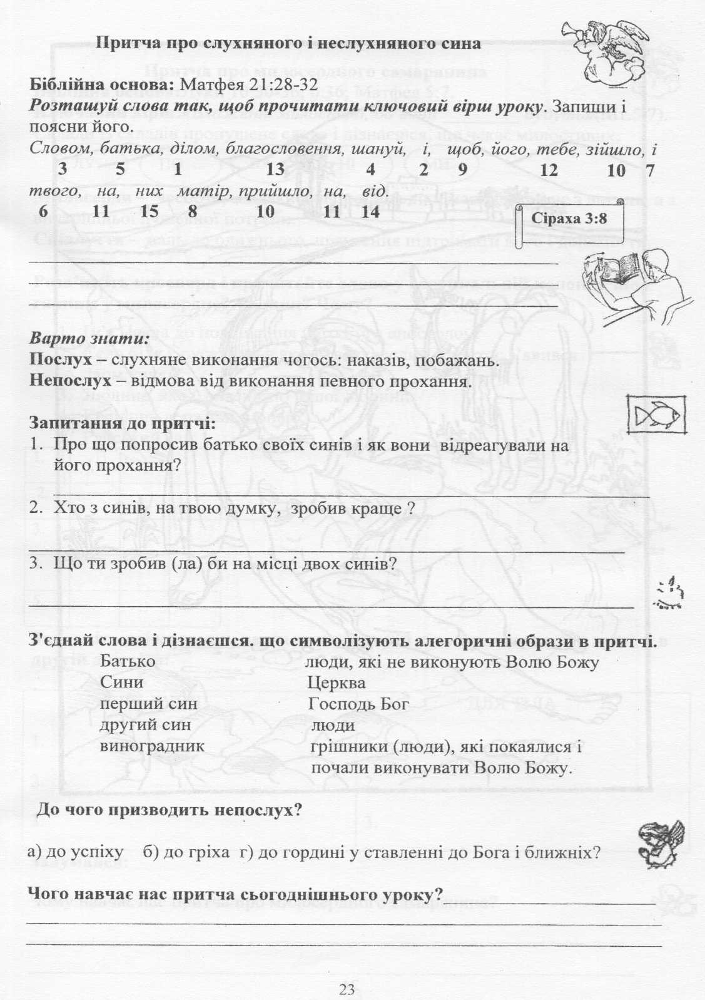 Притча про слухняного і неслухняного сина
Біблійна основа: Матфея 21:28-32
Розташуй слова так, щоб прочитати ключовий вірш уроку. Запиши і
поясни його.
Словом, батька, ділом, благословення, шануй, і, щоб, його, тебе, зійшло, і
3 5 1 13 4 2 9 12 10 7
твого, на, них матір, прийшло, на, від.
6 11 15 8 10 11 14
Сіраха 3:8
Варто знати:
Послух – слухняне виконання чогось: наказів, побажань.
Непослух – відмова від виконання певного прохання.
Запитання до притчі:
1. Про що попросив батько своїх синів і як вони відреагували на
його прохання?
2. Хто з синів, на твою думку, зробив краще ?
3. Що ти зробив (ла) би на місці двох синів?
З'єднай слова і дізнаєшся. що символізують алегоричні образи в притчі.
Батько люди, які не виконують Волю Божу
Сини Церква
перший син Господь Бог
другий син люди
виноградник грішники (люди), які покаялися і
почали виконувати Волю Божу.
До чого призводить непослух?
а) до успіху б) до гріха г) до гордині у ставленні до Бога і ближніх?
Чого навчає нас притча сьогоднішнього уроку?
23